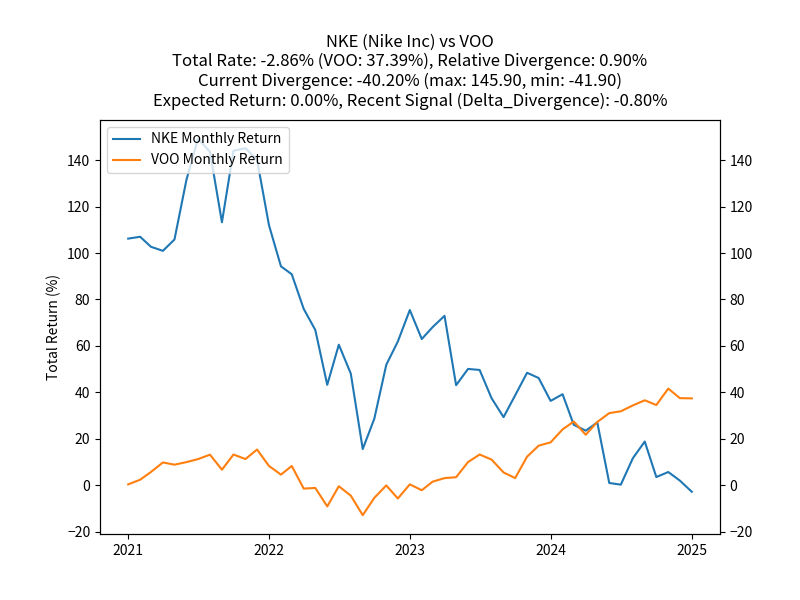 NKE (Nike Inc) vs VOO
Total Rate: -2.86% (VOO: 37.39%), Relative Divergence: 0.90%
Current Divergence: -40.20% (max: 145.90, min: -41.90)
Expected Return: 0.00%, Recent Signal (Delta_Divergence): -0.80%
NKE Monthly Return
VOO Monthly Return
Total Return (%)
140 140
120 120
100 100
80 80
60 60
40 40
20 20
0 0
−20 −20
2021 2022 2023 2024 2025